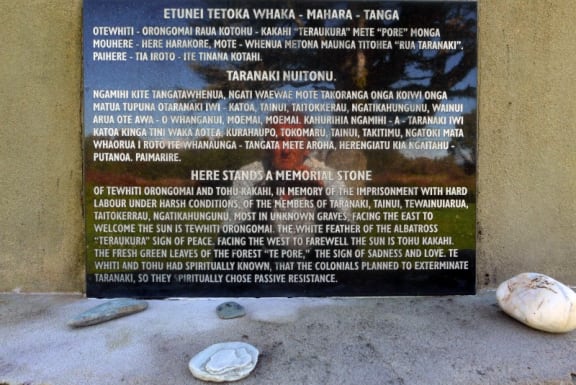 ETUNEI TETOKA WHAKA - MAHARA - TANGA
OTEWHITI - ORONGOMAI RAUA KOTOHU - KAKAHI "TERAUKURA" METE "PORE" MONGA
MOUHERE - HERE HARAKORE, MOTE - WHENUA METONA MAUNGA TITOHEA "RUA TARANAKI".
PAIHERE - TIA IROTO - ITE TINANA KOTAHI.
TARANAKI NUITONU.
NGAMIHI KITE TANGATAWHENUA, NGATI WAEWAE MOTE TAKORANGA ONGA KOIWI ONGA
MATUA TUPUNA OTARANAKI IWI - KATOA, TAINUI, TAITOKKERAU, NGATIKAHUNGUNU, WAINUI
ARUA OTE AWA - O WHANGANUI, MOEMAI, MOEMAI. KAHURIHIA NGAMIHI - A - TARANAKI IWI
KATOA KINGA TINI WAKA AOTEA, KURAHAUPO, TOKOMARU, TAINUI, TAKITIMU, NGATOKI MATA
WHAORUA I ROTO ITE WHANAUNGA - TANGATA METE AROHA, HERENGIATU KIA NGAITAHU -
PUTANOA. PAIMARIRE.
HERE STANDS A MEMORIAL STONE
OF TEWHITI ORONGOMAI AND TOHU KAKAHI, IN MEMORY OF THE IMPRISONMENT WITH HARD
LABOUR UNDER HARSH CONDITIONS, OF THE MEMBERS OF TARANAKI, TAINUI, TEWAINUIARUA,
TAITOKERRAU, NGATIKAHUNGUNU, MOST IN UNKNOWN GRAVES, FACING THE EAST TO
WELCOME THE SUN IS TEWHITI ORONGOMAI. THE WHITE FEATHER OF THE ALBATROSS
"TERAUKURA" SIGN OF PEACE. FACING THE WEST TO FAREWELL THE SUN IS TOHU KAKAHI.
THE FRESH GREEN LEAVES OF THE FOREST "TE PORE," THE SIGN OF SADNESS AND LOVE. TE
WHITI AND TOHU HAD SPIRITUALLY KNOWN, THAT THE COLONIALS PLANNED TO EXTERMINATE
TARANAKI, SO THEY SPIRITUALLY CHOSE PASSIVE RESISTANCE.